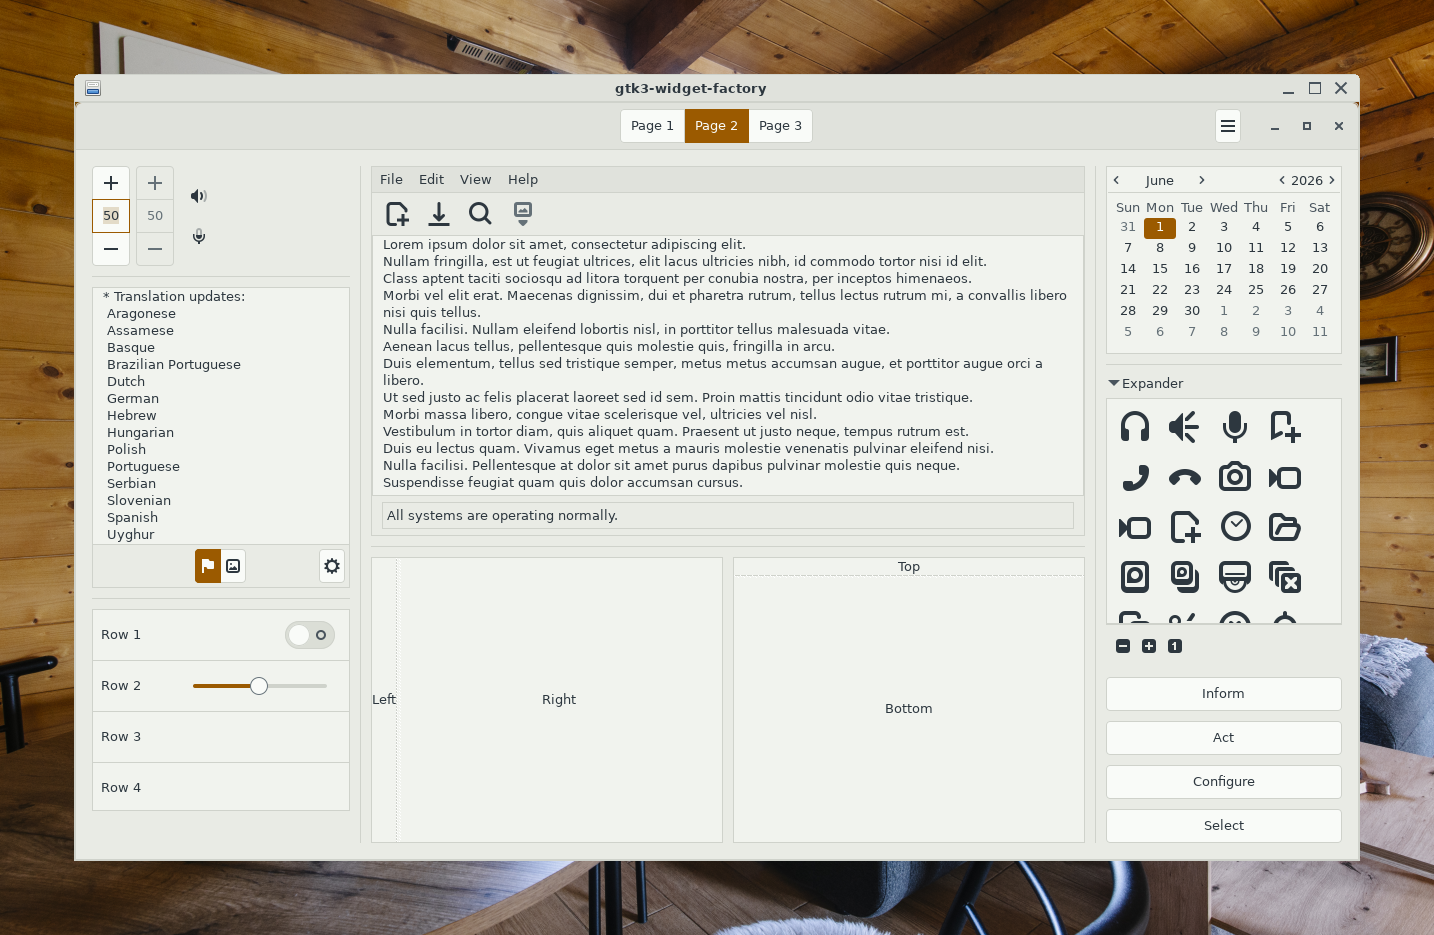 gtk3-widget-factory
Page 1
Page 2
Page 3
50
50
* Translation updates:
Aragonese
Assamese
Basque
Brazilian Portuguese
Dutch
German
Hebrew
Hungarian
Polish
Portuguese
Serbian
Slovenian
Spanish
Uyghur
Row 1
Row 2
Row 3
Row 4
File Edit View Help
Lorem ipsum dolor sit amet, consectetur adipiscing elit.
Nullam fringilla, est ut feugiat ultrices, elit lacus ultricies nibh, id commodo tortor nisi id elit.
Class aptent taciti sociosqu ad litora torquent per conubia nostra, per inceptos himenaeos.
Morbi vel elit erat. Maecenas dignissim, dui et pharetra rutrum, tellus lectus rutrum mi, a convallis libero
nisi quis tellus.
Nulla facilisi. Nullam eleifend lobortis nisl, in porttitor tellus malesuada vitae.
Aenean lacus tellus, pellentesque quis molestie quis, fringilla in arcu.
Duis elementum, tellus sed tristique semper, metus metus accumsan augue, et porttitor augue orci a
libero.
Ut sed justo ac felis placerat laoreet sed id sem. Proin mattis tincidunt odio vitae tristique.
Morbi massa libero, congue vitae scelerisque vel, ultricies vel nisl.
Vestibulum in tortor diam, quis aliquet quam. Praesent ut justo neque, tempus rutrum est.
Duis eu lectus quam. Vivamus eget metus a mauris molestie venenatis pulvinar eleifend nisi.
Nulla facilisi. Pellentesque at dolor sit amet purus dapibus pulvinar molestie quis neque.
Suspendisse feugiat quam quis dolor accumsan cursus.
All systems are operating normally.
Left
Right
Top
Bottom
June 2026
Sun Mon Tue Wed Thu Fri Sat
31 1 2 3 4 5 6
7 8 9 10 11 12 13
14 15 16 17 18 19 20
21 22 23 24 25 26 27
28 29 30 1 2 3 4
5 6 7 8 9 10 11
Expander
1
Inform
Act
Configure
Select